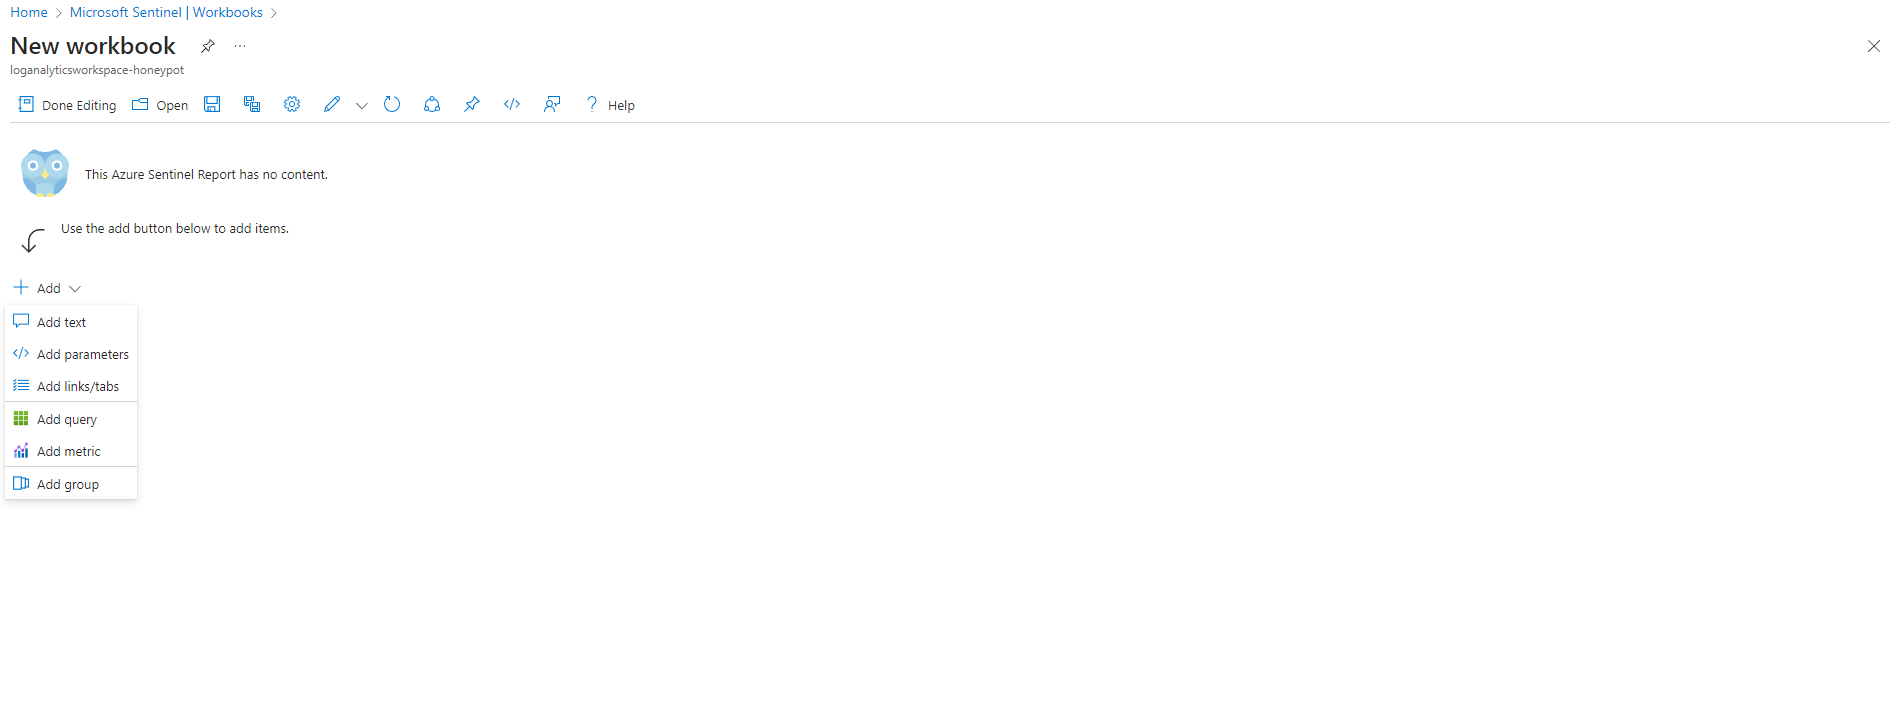 Home > Microsoft Sentinel | Workbooks >
New workbook ...
loganalyticsworkspace-honeypot
Done Editing Open </> ? Help
This Azure Sentinel Report has no content.
Use the add button below to add items.
+ Add
Add text
</> Add parameters
Add links/tabs
Add query
Add metric
Add group